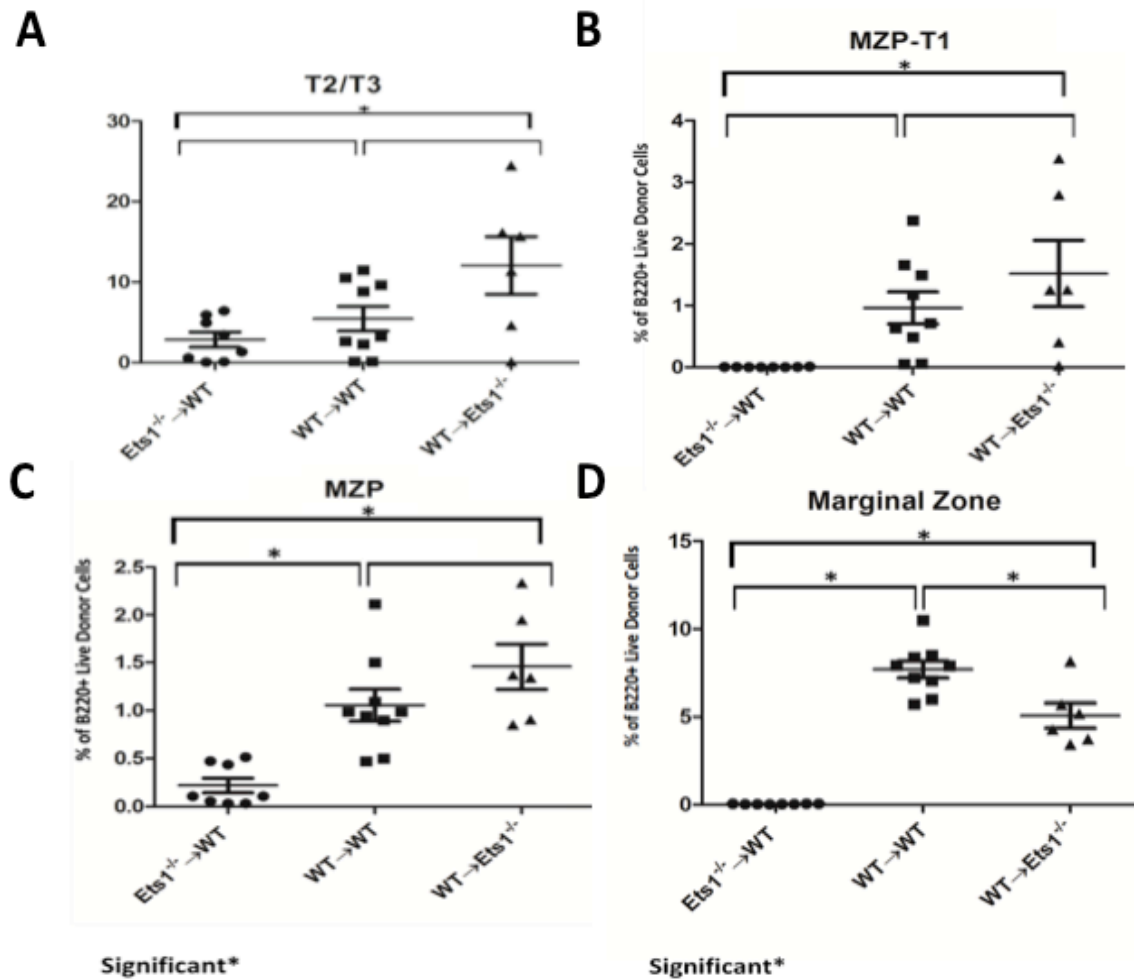 A
T2/T3
*
30
20
10
0
Ets1-/-→WT
WT→WT
WT→Ets1-/-
B
MZP-T1
*
% of B220+ Live Donor Cells
4
3
2
1
0
Ets1-/-→WT
WT→WT
WT→Ets1-/-
C
MZP
*
*
% of B220+ Live Donor Cells
2.5
2.0
1.5
1.0
0.5
0.0
Ets1-/-→WT
WT→WT
WT→Ets1-/-
Significant*
D
Marginal Zone
*
* *
% of B220+ Live Donor Cells
15
10
5
0
Ets1-/-→WT
WT→WT
WT→Ets1-/-
Significant*